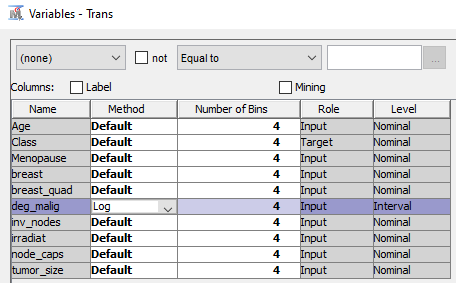 Variables - Trans
(none) not Equal to ...
Columns: Label Mining
Name Method Number of Bins Role Level
Age Default 4 Input Nominal
Class Default 4 Target Nominal
Menopause Default 4 Input Nominal
breast Default 4 Input Nominal
breast_quad Default 4 Input Nominal
deg_malig Log 4 Input Interval
inv_nodes Default 4 Input Nominal
irradiat Default 4 Input Nominal
node_caps Default 4 Input Nominal
tumor_size Default 4 Input Nominal